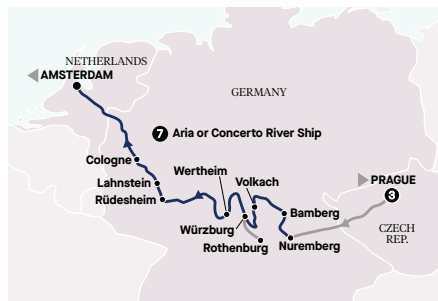 NETHERLANDS
AMSTERDAM
GERMANY
7 Aria or Concerto River Ship
Cologne
Wertheim
Lahnstein
Volkach
PRAGUE
Rüdesheim
3
Bamberg
Würzburg
CZECH
REP.
Rothenburg
Nuremberg